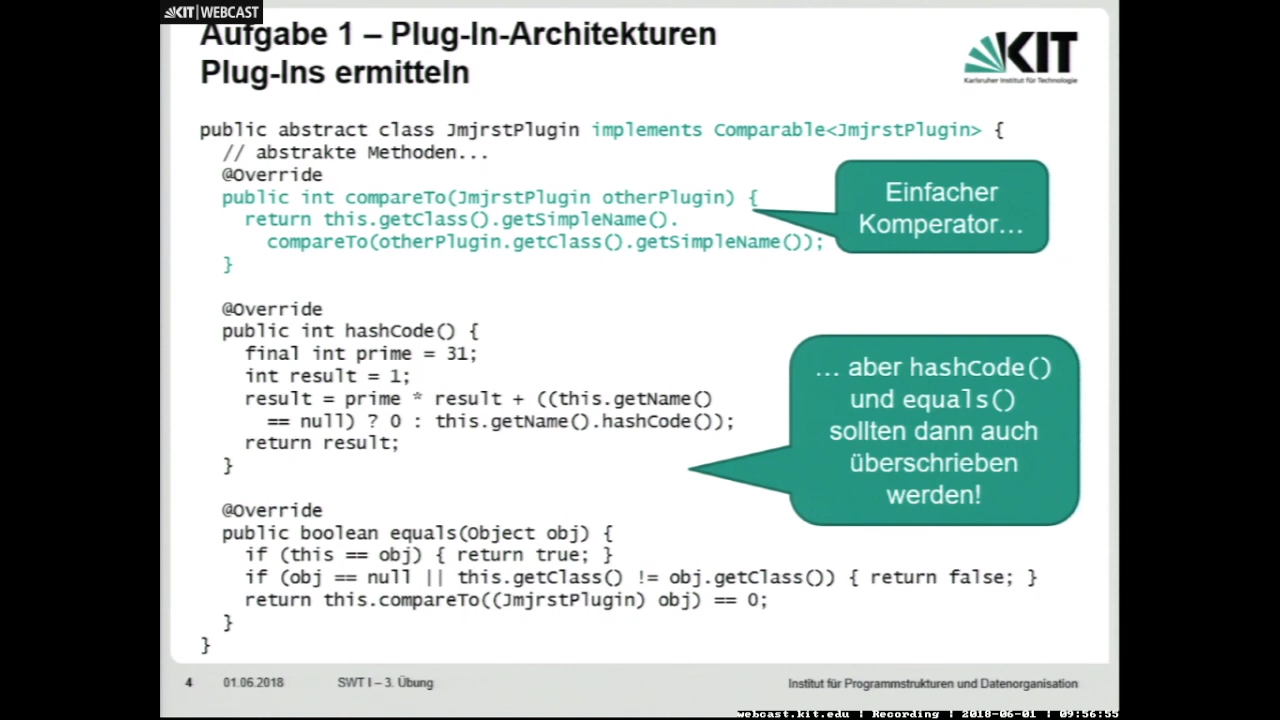 KIT|WEBCAST
Aufgabe 1 – Plug-In-Architekturen
Plug-Ins ermitteln
KIT
Karlsruher Institut für Technologie
public abstract class JmjrstPlugin implements Comparable<JmjrstPlugin> {
// abstrakte Methoden...
@Override
public int compareTo(JmjrstPlugin otherPlugin) {
return this.getClass().getSimpleName().
compareTo(otherPlugin.getClass().getSimpleName());
}
Einfacher
Komperator…
@Override
public int hashCode() {
final int prime = 31;
int result = 1;
result = prime * result + ((this.getName()
== null) ? 0 : this.getName().hashCode());
return result;
}
… aber hashCode()
und equals()
sollten dann auch
überschrieben
werden!
@Override
public boolean equals(Object obj) {
if (this == obj) { return true; }
if (obj == null || this.getClass() != obj.getClass()) { return false; }
return this.compareTo((JmjrstPlugin) obj) == 0;
}
}
4 01.06.2018 SWT I – 3. Übung Institut für Programmstrukturen und Datenorganisation
webcast.kit.edu | Recording | 2018-06-01 | 09:56:55